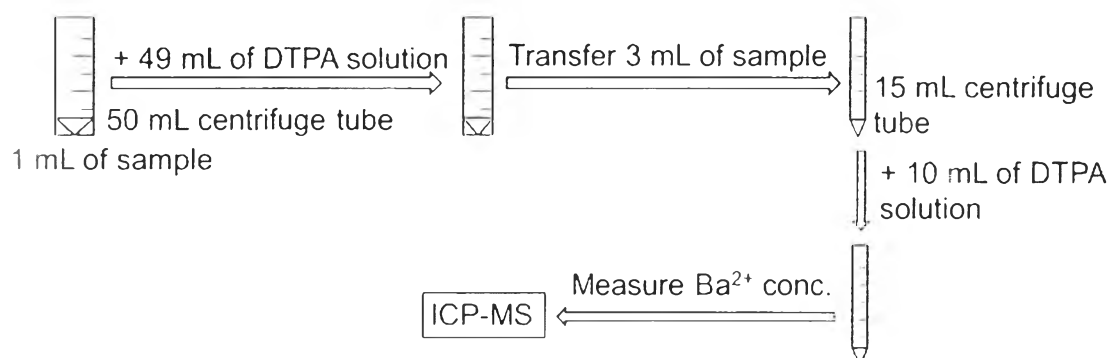 + 49 mL of DTPA solution
50 mL centrifuge tube
1 mL of sample
Transfer 3 mL of sample
15 mL centrifuge
tube
+ 10 mL of DTPA
solution
Measure Ba²⁺ conc.
ICP-MS